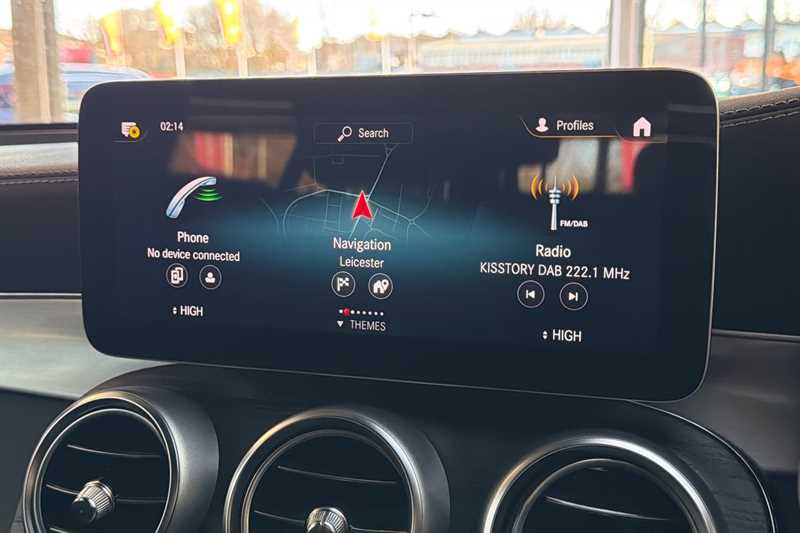 02:14
Search
Profiles
Phone
No device connected
HIGH
Navigation
Leicester
THEMES
FM/DAB
Radio
KISSTORY DAB 222.1 MHz
HIGH